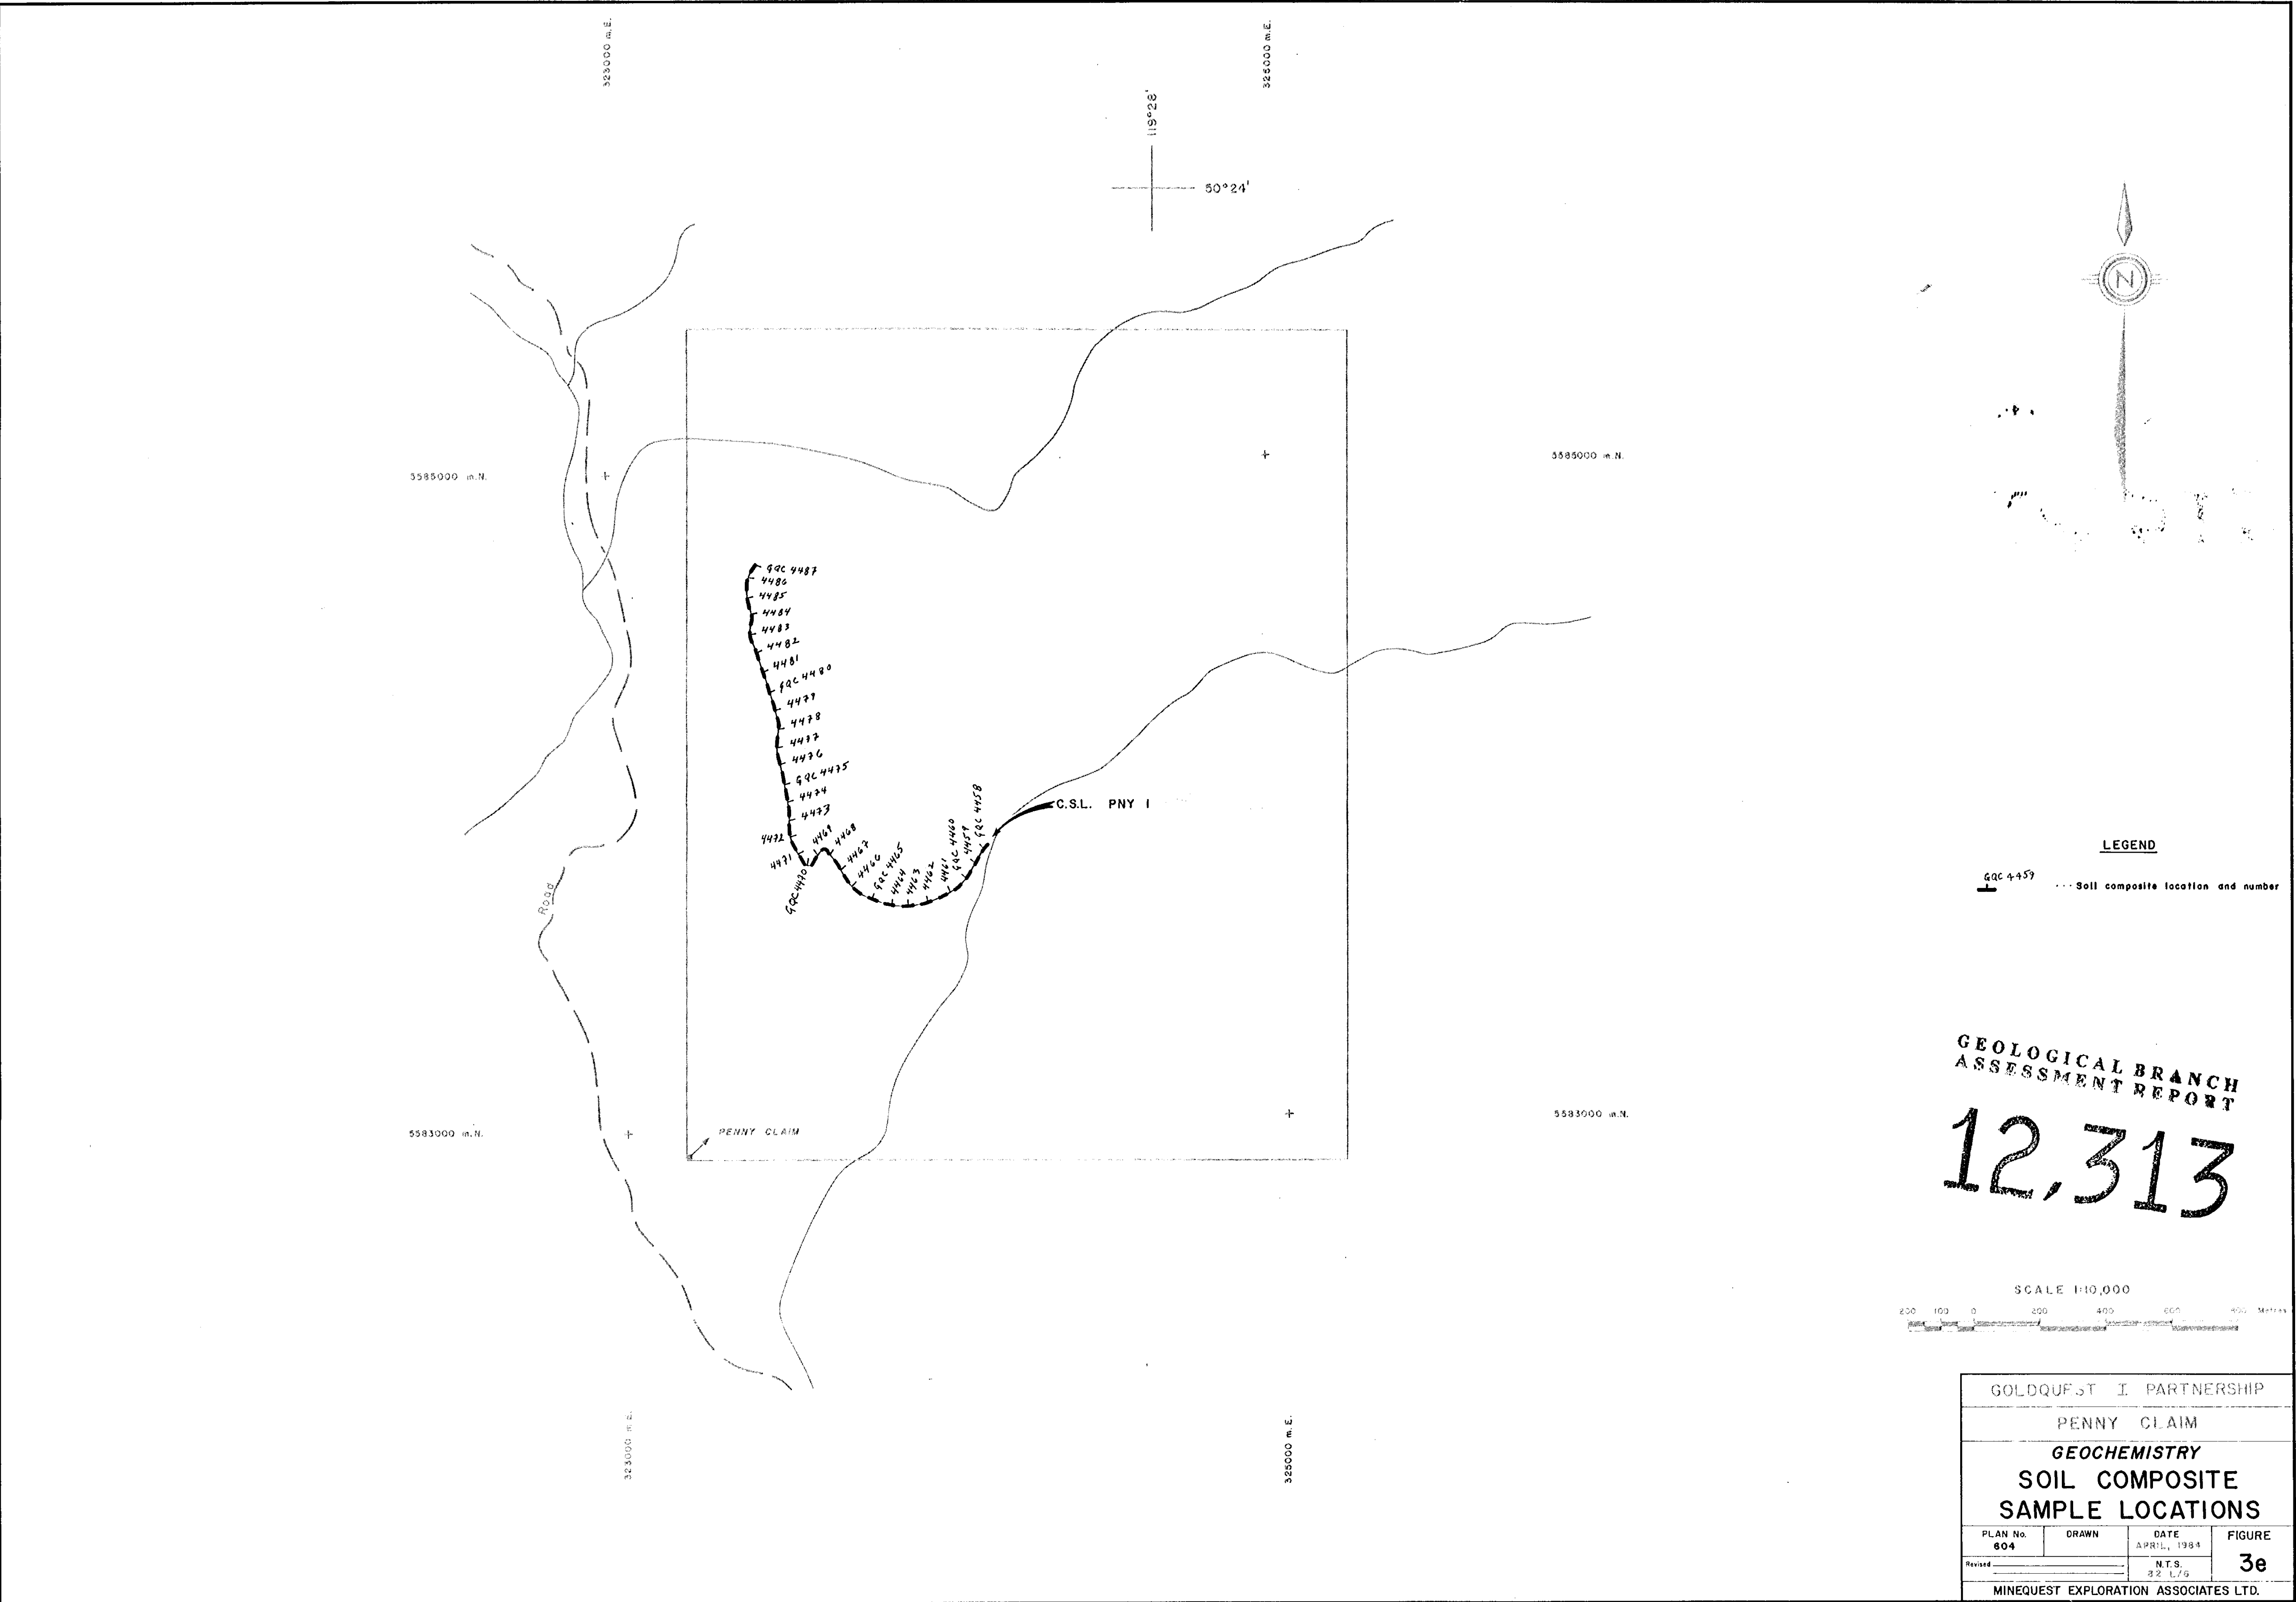 323000 m.E.
325000 m.E.
119°28'
50°24'
N
5585000 m.N.
5585000 m.N.
GQC 4487
4486
4485
4484
4483
4482
4481
GQC 4480
4479
4478
4477
4476
GQC 4475
4474
4473
4472
4471
GQC 4470
4469
4468
4467
4466
GQC 4465
4464
4463
4462
4461
GQC 4460
4459
GQC 4458
C.S.L. PNY 1
Road
LEGEND
GQC 4459
... Soil composite location and number
GEOLOGICAL BRANCH
ASSESSMENT REPORT
12,313
5583000 m.N.
5583000 m.N.
PENNY CLAIM
SCALE 1:10,000
200 100 0 200 400 600 800 Metres
323000 m.E.
325000 m.E.
GOLDQUEST I PARTNERSHIP
PENNY CLAIM
GEOCHEMISTRY
SOIL COMPOSITE
SAMPLE LOCATIONS
PLAN No.
604
DRAWN
DATE
APRIL, 1984
FIGURE
3e
Revised
N.T.S.
82 L/6
MINEQUEST EXPLORATION ASSOCIATES LTD.